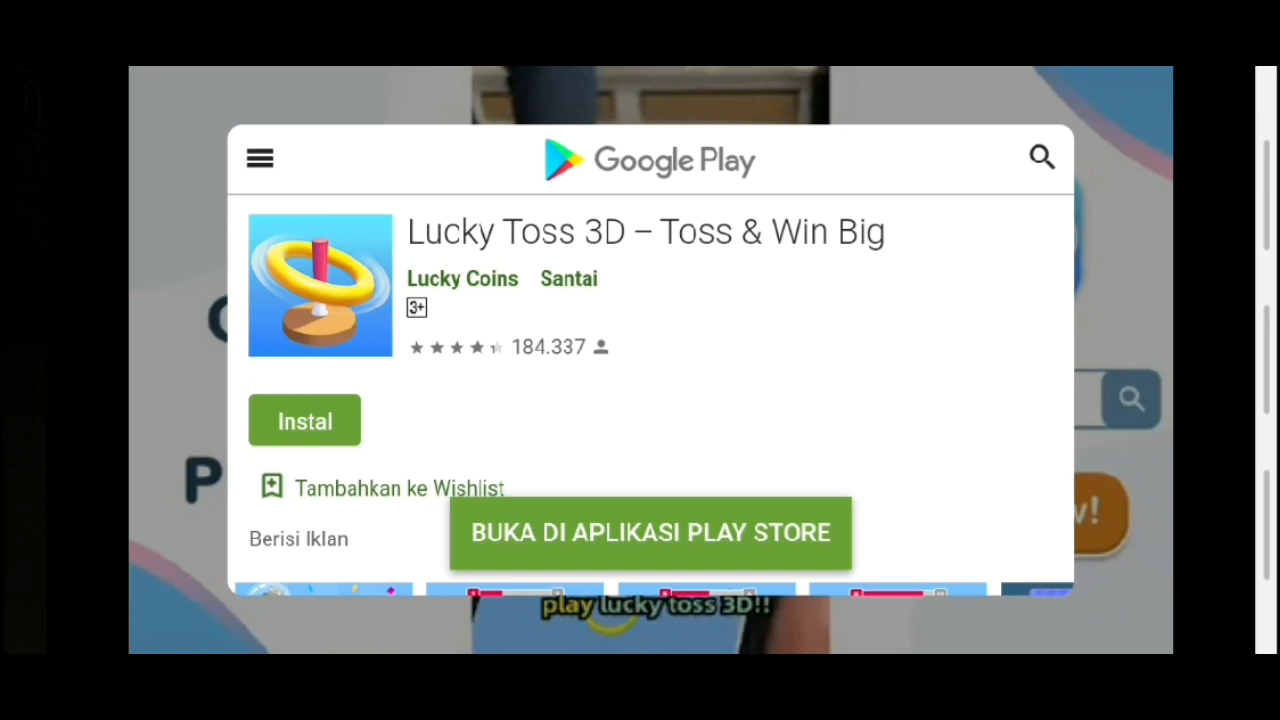 Google Play
Lucky Toss 3D – Toss & Win Big
Lucky Coins Santai
3+
184.337
Instal
Tambahkan ke Wishlist
Berisi Iklan
BUKA DI APLIKASI PLAY STORE
play lucky toss 3D!!